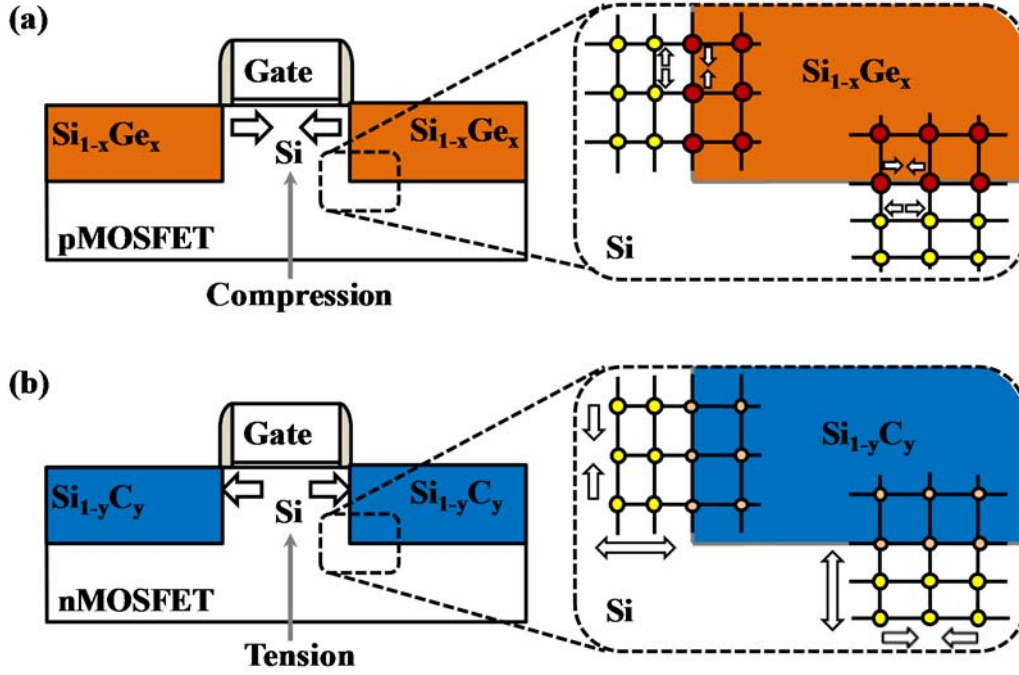 (a)
Gate
Si₁₋ₓGeₓ
Si
Si₁₋ₓGeₓ
pMOSFET
Compression
Si₁₋ₓGeₓ
Si
(b)
Gate
Si₁₋yCy
Si
Si₁₋yCy
nMOSFET
Tension
Si₁₋yCy
Si